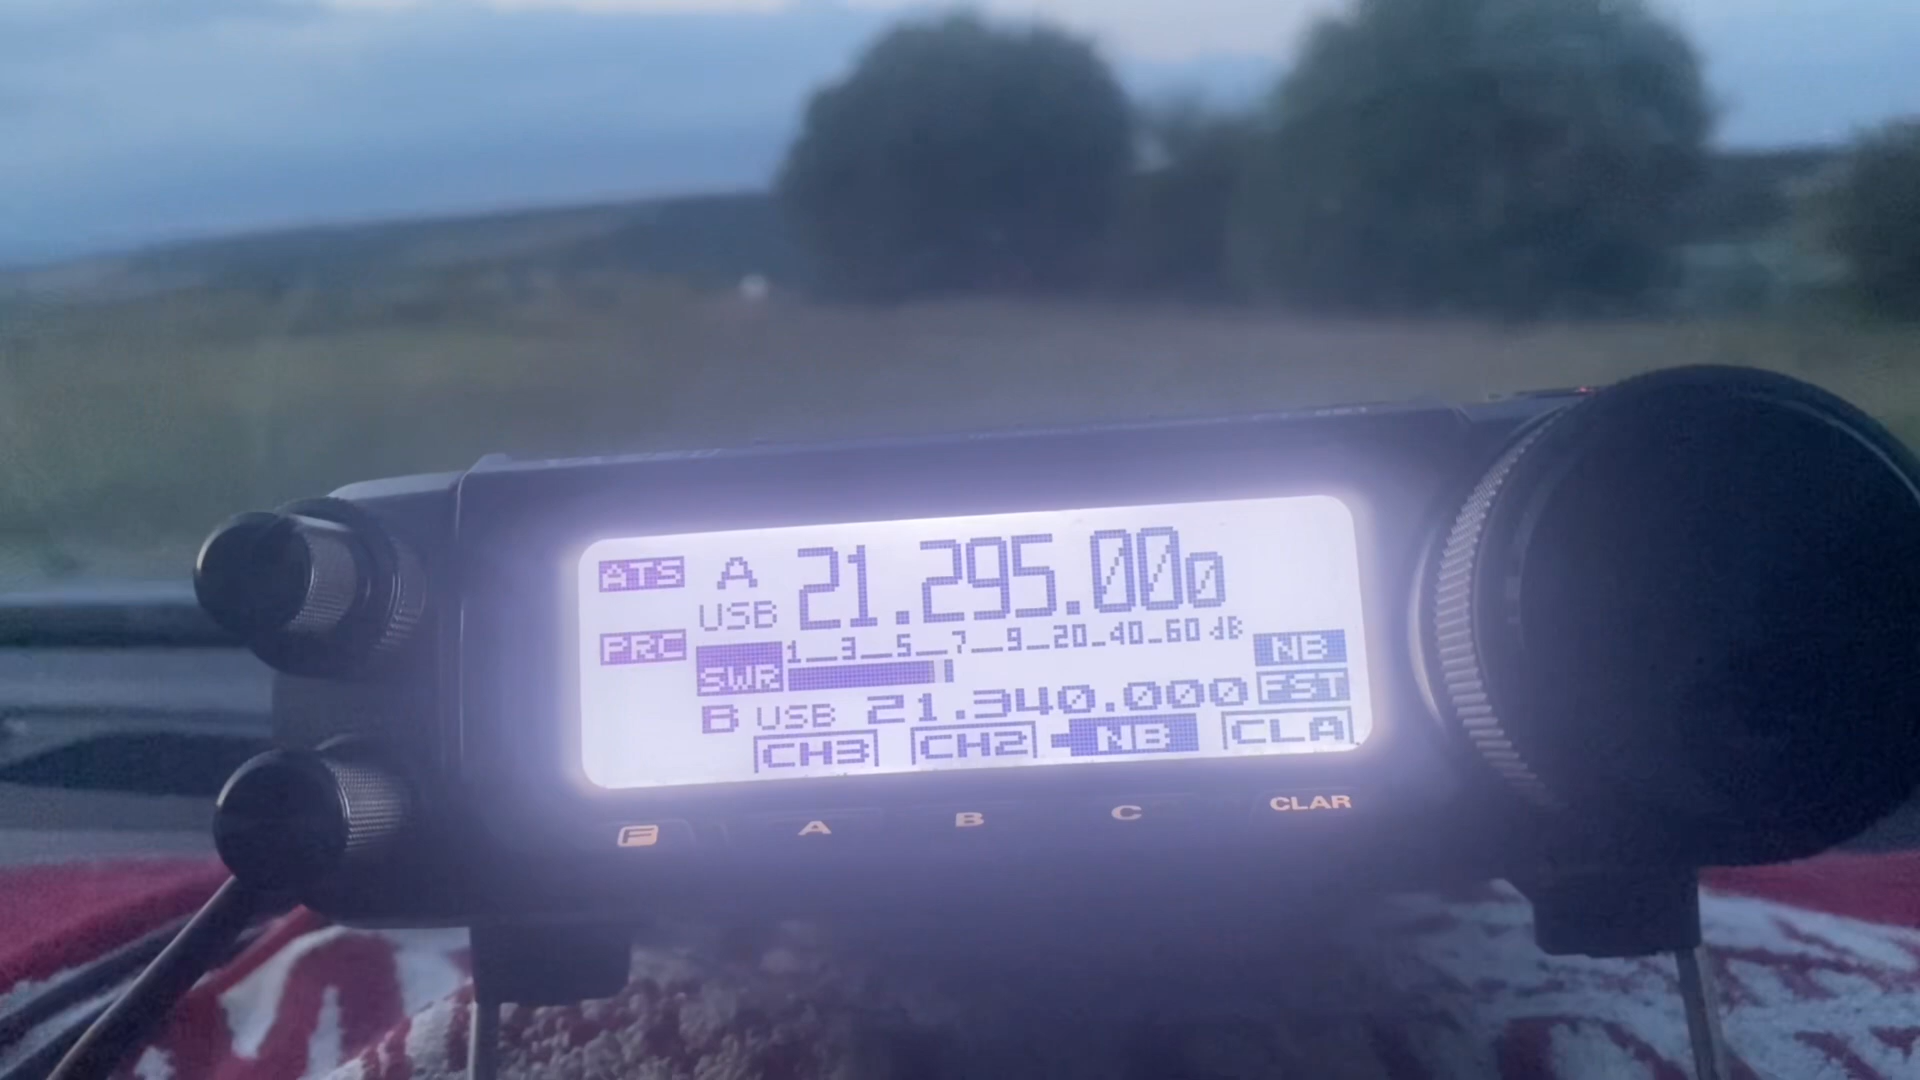 ATS A 21.295.000
USB
1__3__5__7__9_20_40_60 dB
PRC SWR NB
B USB 21.340.000 FST
CH3 CH2 NB CLA
F A B C CLAR